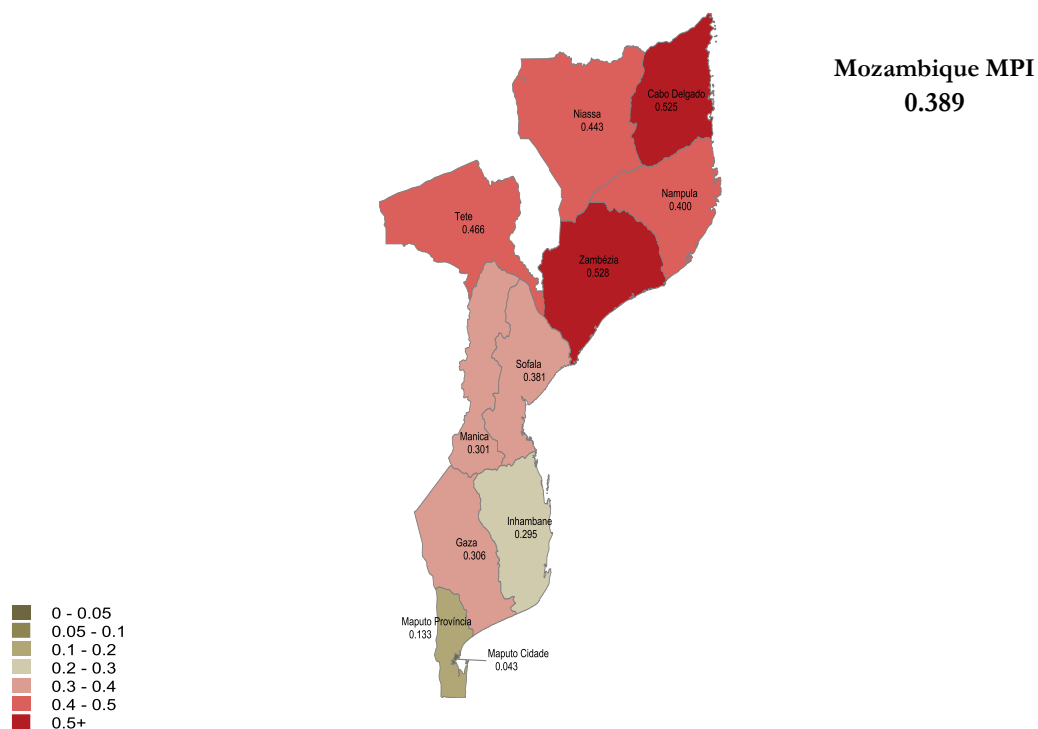 Mozambique MPI
0.389
Cabo Delgado
0.525
Niassa
0.443
Nampula
0.400
Tete
0.466
Zambézia
0.528
Sofala
0.381
Manica
0.301
Inhambane
0.295
Gaza
0.306
Maputo Província
0.133
Maputo Cidade
0.043
0 - 0.05
0.05 - 0.1
0.1 - 0.2
0.2 - 0.3
0.3 - 0.4
0.4 - 0.5
0.5+